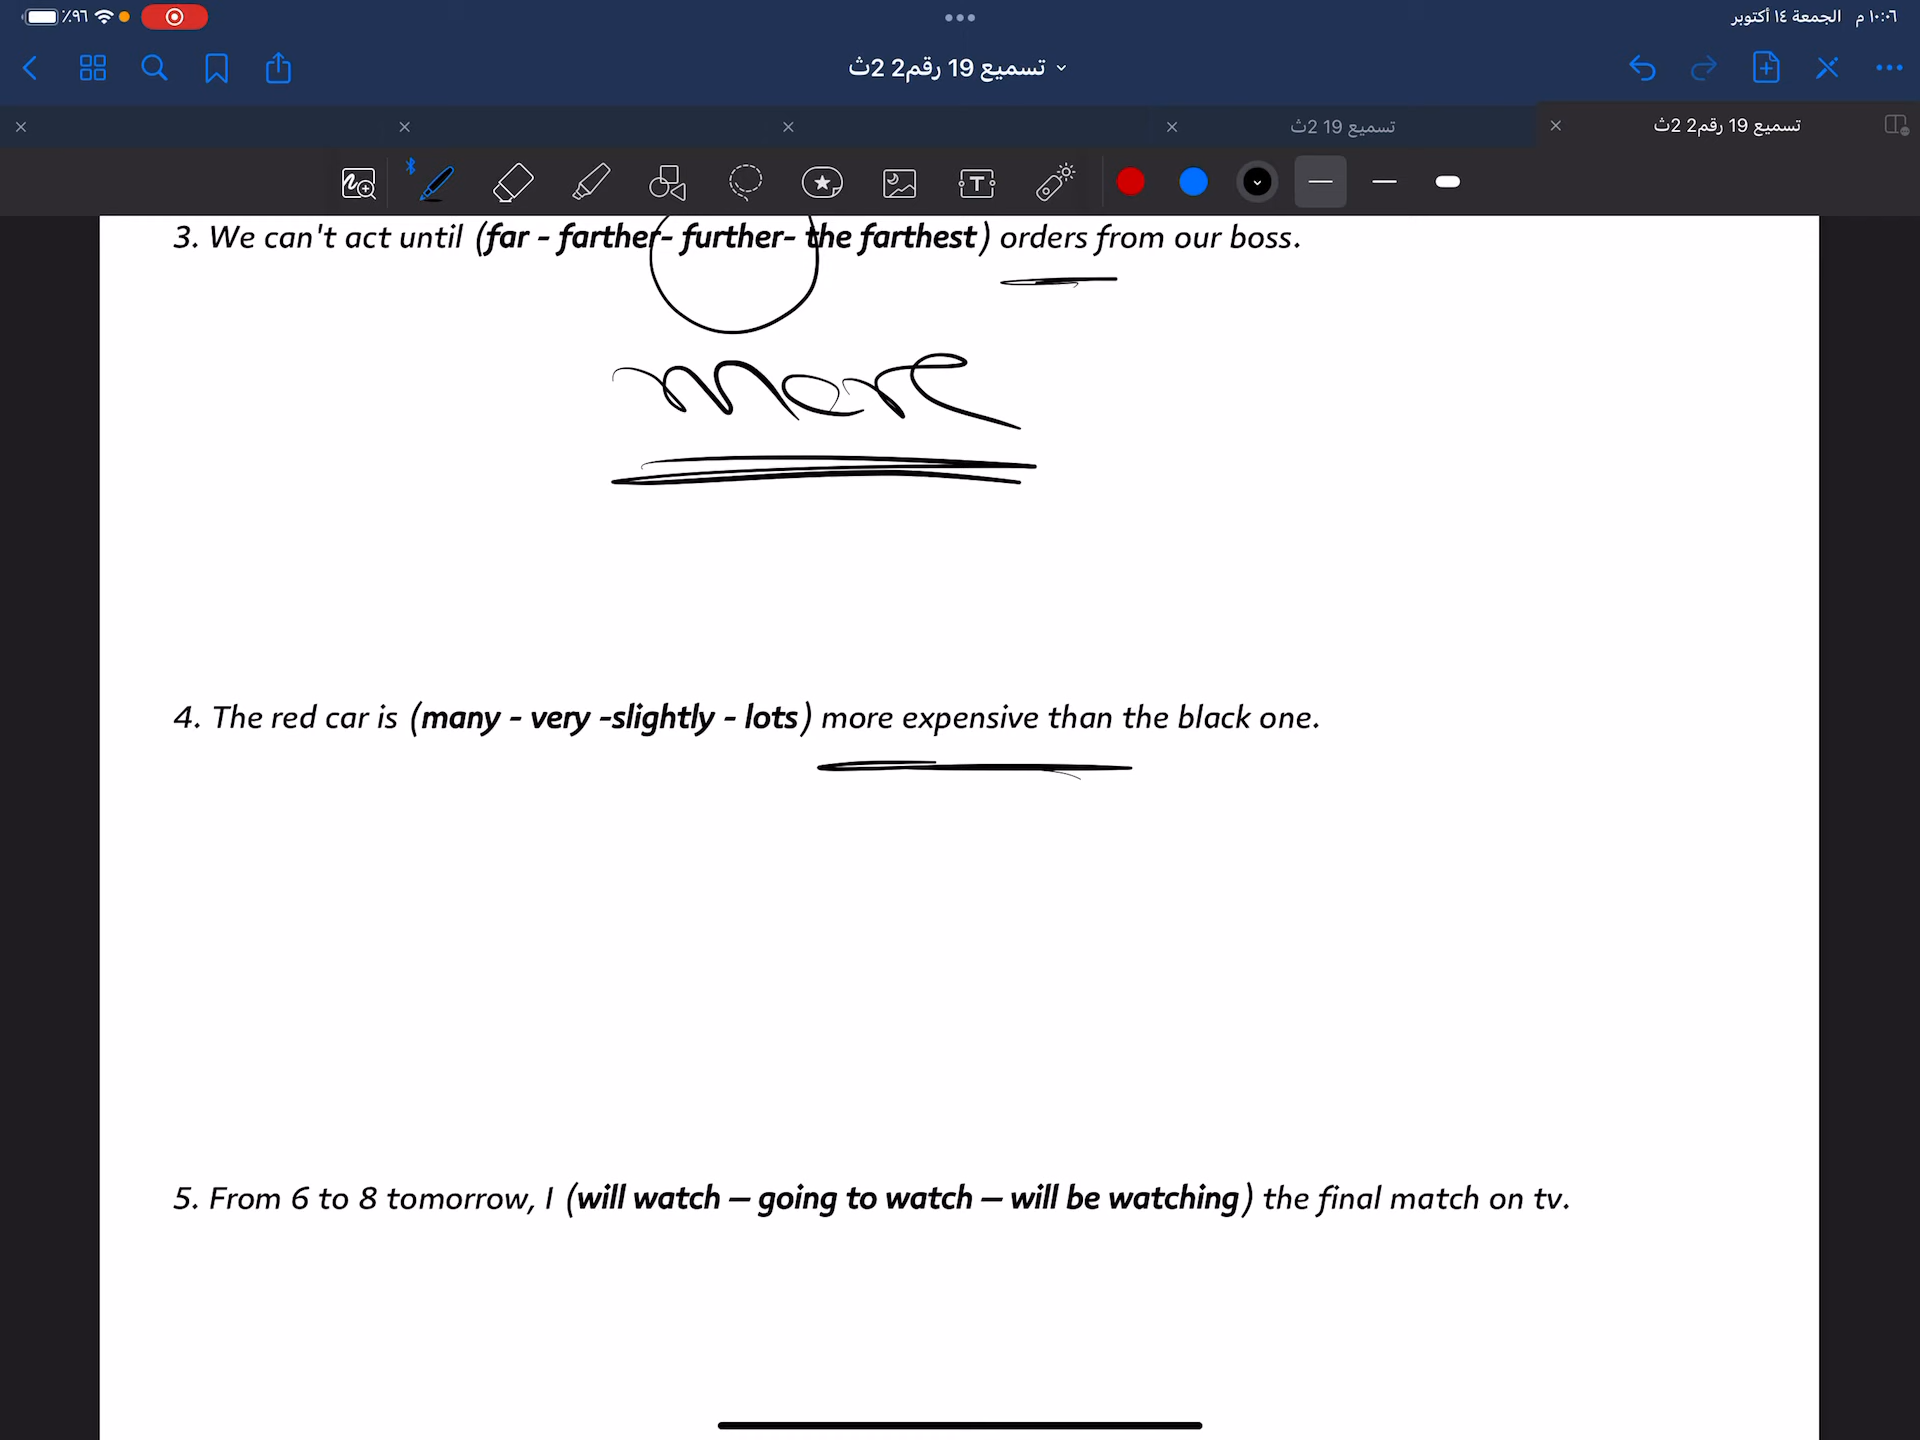 ٪٩٦ الجمعة ١٤ أكتوبر ١٠:٠٦ م
تسميع 19 رقم2 2ث
تسميع 19 2ث
تسميع 19 رقم2 2ث
3. We can't act until (far - farther- further- the farthest) orders from our boss.
more
4. The red car is (many - very -slightly - lots) more expensive than the black one.
5. From 6 to 8 tomorrow, I (will watch – going to watch – will be watching) the final match on tv.